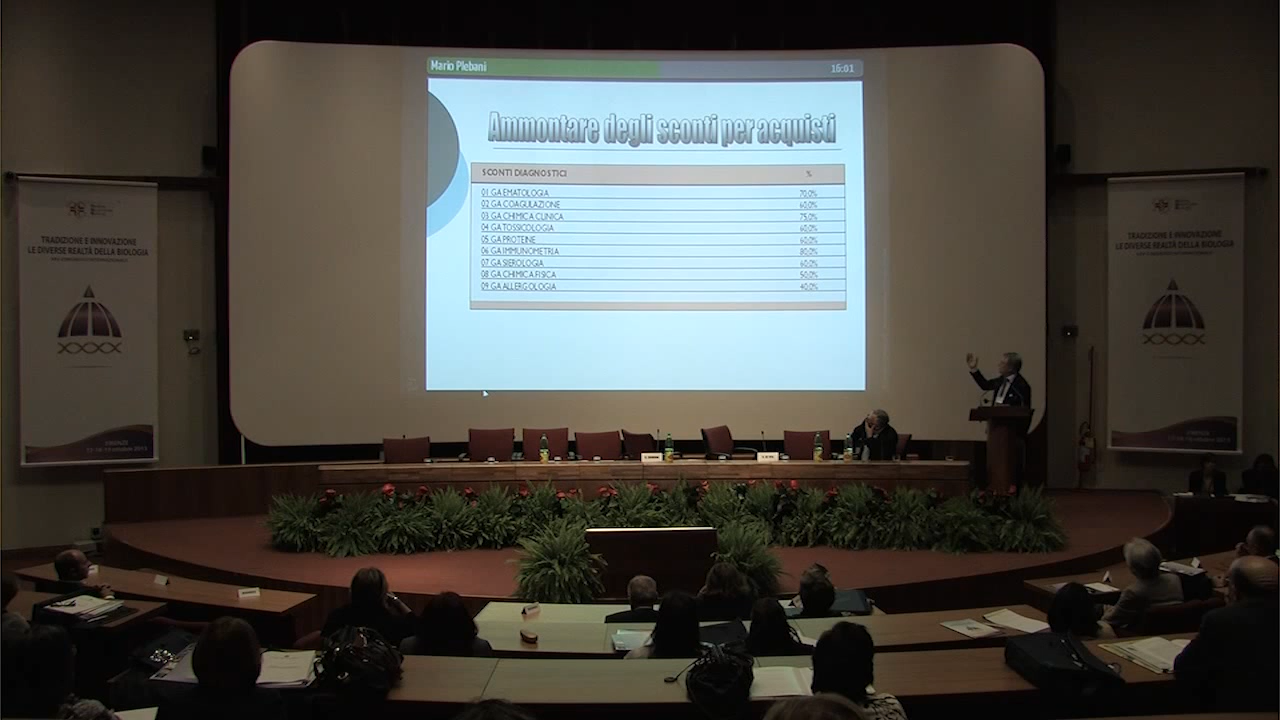 Mario Plebani
16:01
Ammontare degli sconti per acquisti
SCONTI DIAGNOSTICI %
01 GA EMATOLOGIA 70,0%
02 GA COAGULAZIONE 60,0%
03 GA CHIMICA CLINICA 75,0%
04 GA TOSSICOLOGIA 60,0%
05 GA PROTEINE 60,0%
06 GA IMMUNOMETRIA 80,0%
07 GA SIEROLOGIA 60,0%
08 GA CHIMICA FISICA 50,0%
09 GA ALLERGOLOGIA 40,0%
TRADIZIONE E INNOVAZIONE
LE DIVERSE REALTÀ DELLA BIOLOGIA
FIRENZE
TRADIZIONE E INNOVAZIONE
LE DIVERSE REALTÀ DELLA BIOLOGIA
FIRENZE